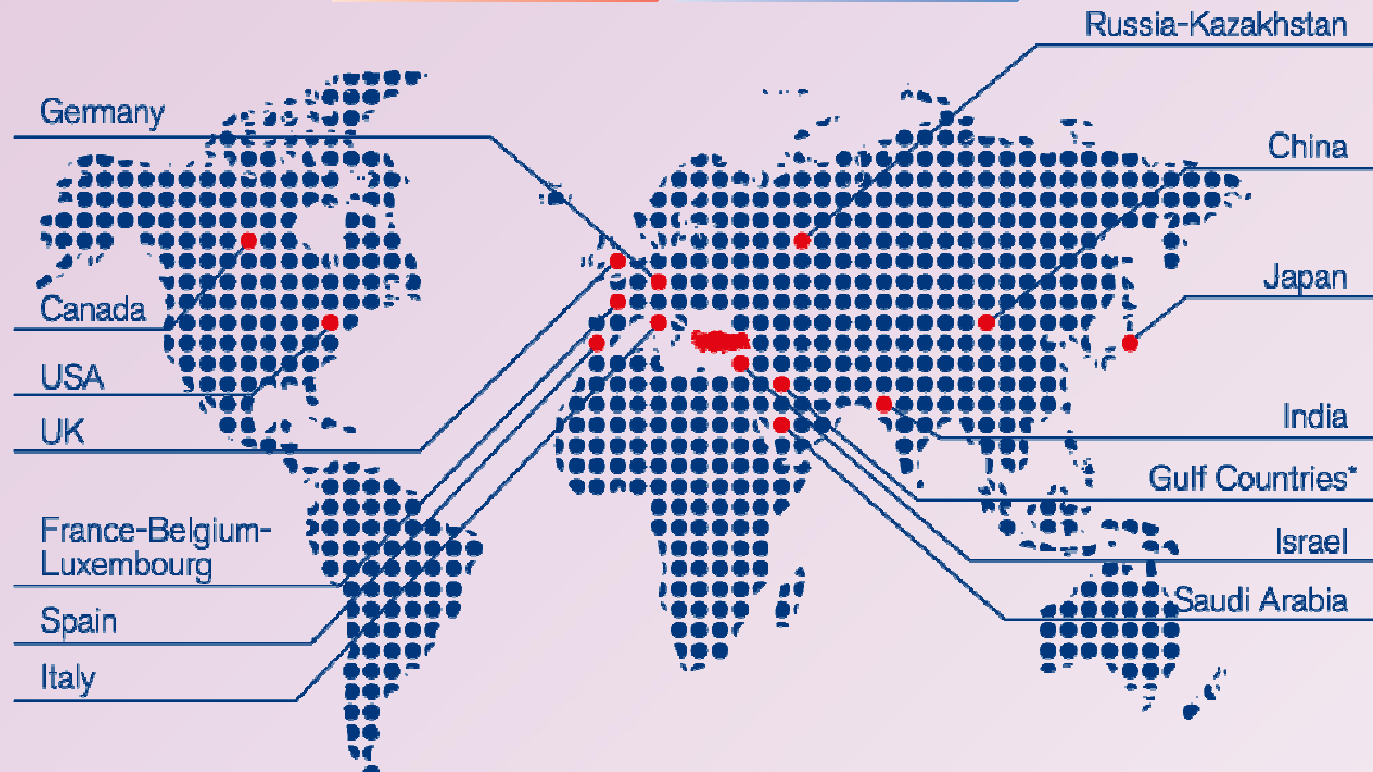 Russia-Kazakhstan
Germany
China
Japan
Canada
USA
UK
India
Gulf Countries*
France-Belgium-
Luxembourg
Israel
Saudi Arabia
Spain
Italy